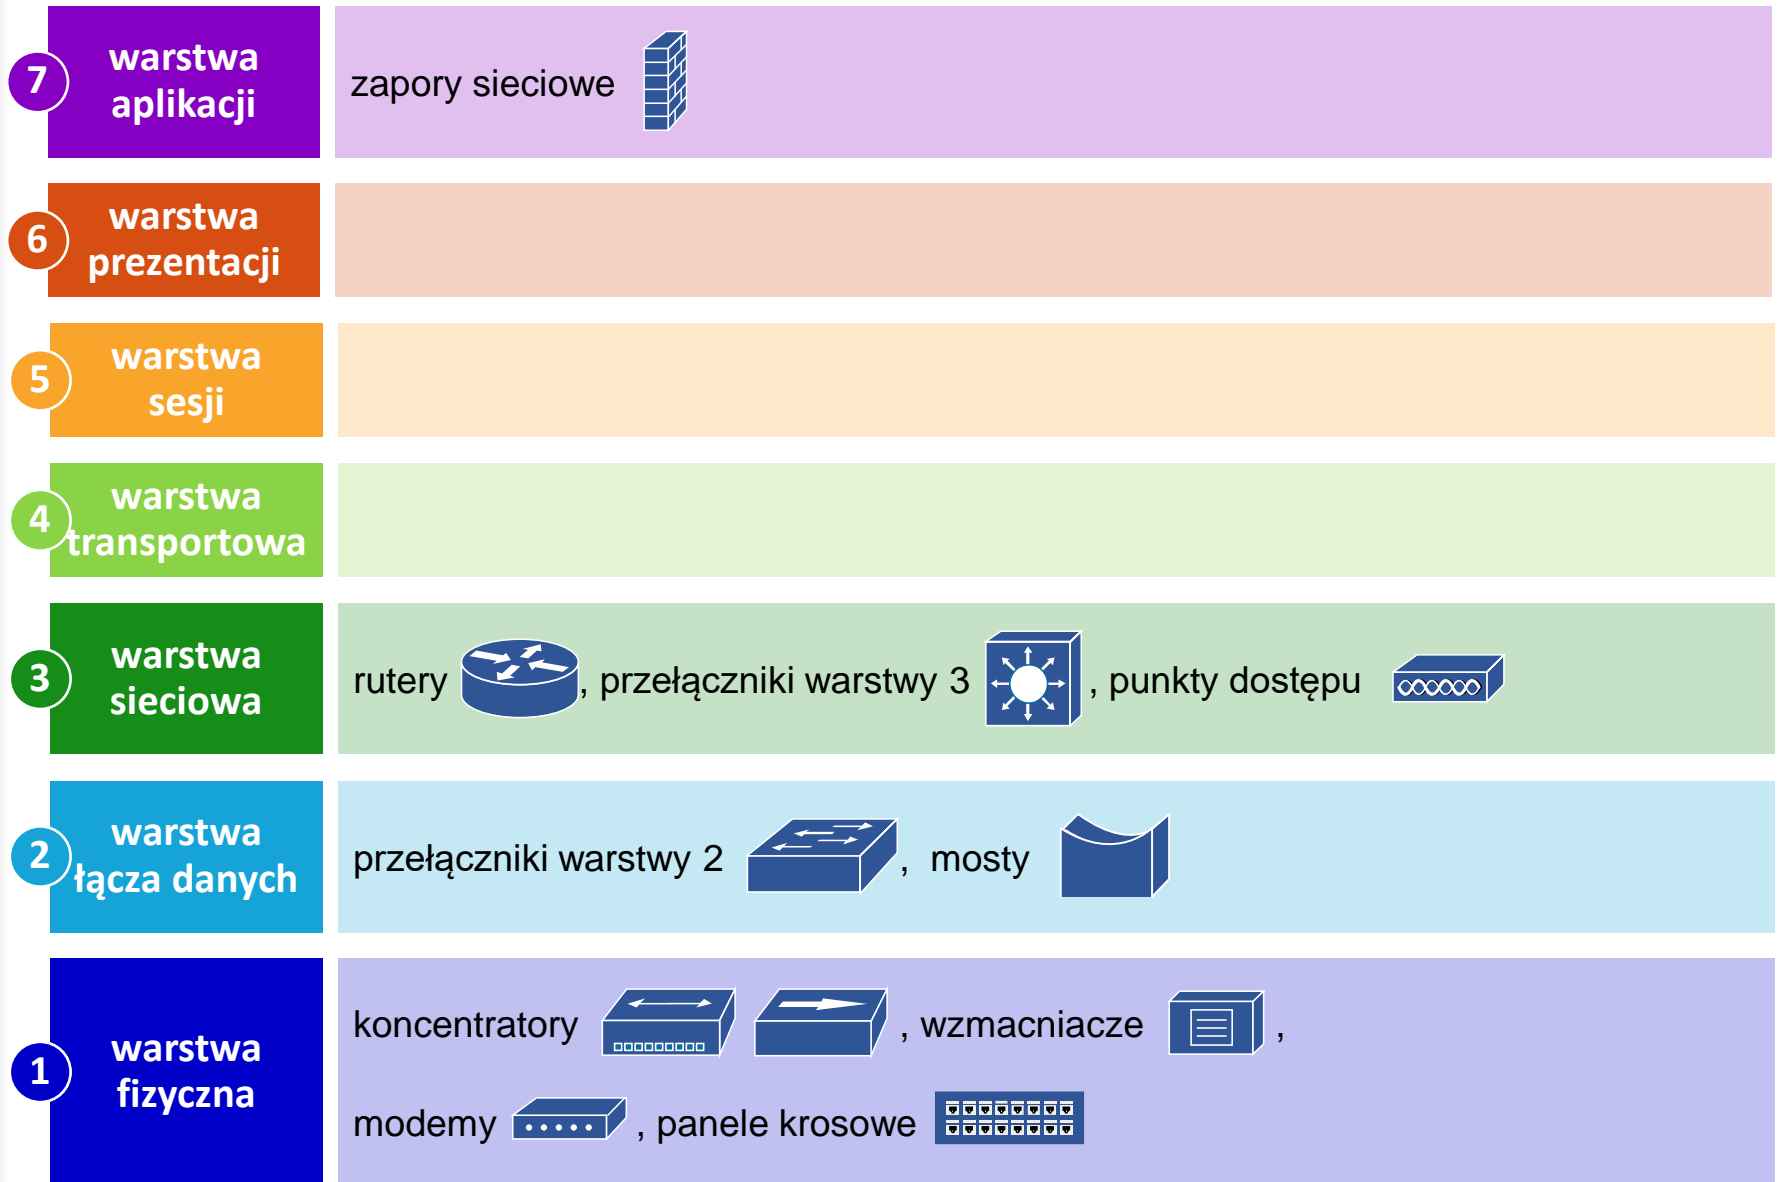 7
warstwa
aplikacji
zapory sieciowe
6
warstwa
prezentacji
5
warstwa
sesji
4
warstwa
transportowa
3
warstwa
sieciowa
rutery , przełączniki warstwy 3 , punkty dostępu
2
warstwa
łącza danych
przełączniki warstwy 2 , mosty
1
warstwa
fizyczna
koncentratory , wzmacniacze ,
modemy , panele krosowe